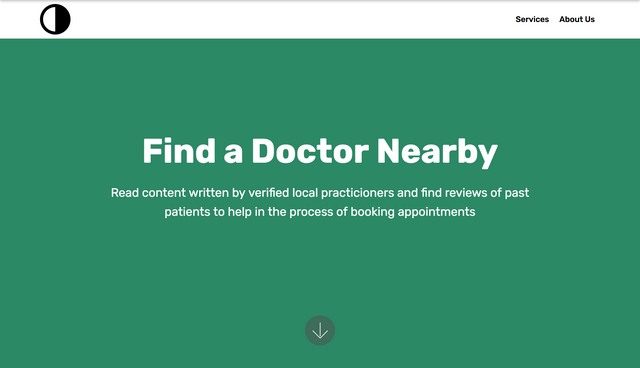 Services About Us
Find a Doctor Nearby
Read content written by verified local practicioners and find reviews of past
patients to help in the process of booking appointments